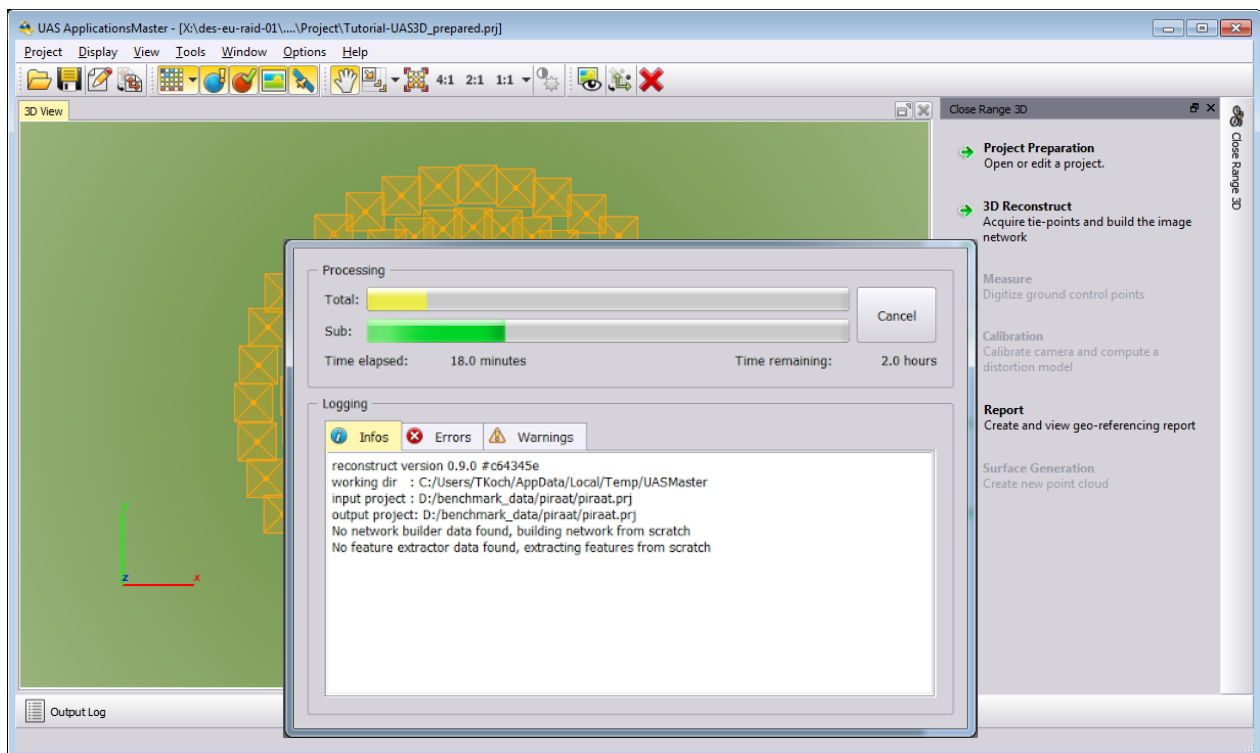 UAS ApplicationsMaster - [X:\des-eu-raid-01\....\Project\Tutorial-UAS3D_prepared.prj]
Project Display View Tools Window Options Help
4:1 2:1 1:1
3D View
Close Range 3D
Close Range 3D
Project Preparation
Open or edit a project.
3D Reconstruct
Acquire tie-points and build the image
network
Measure
Digitize ground control points
Calibration
Calibrate camera and compute a
distortion model
Report
Create and view geo-referencing report
Surface Generation
Create new point cloud
Processing
Total:
Cancel
Sub:
Time elapsed: 18.0 minutes Time remaining: 2.0 hours
Logging
Infos Errors Warnings
reconstruct version 0.9.0 #c64345e
working dir : C:/Users/TKoch/AppData/Local/Temp/UASMaster
input project : D:/benchmark_data/piraat/piraat.prj
output project: D:/benchmark_data/piraat/piraat.prj
No network builder data found, building network from scratch
No feature extractor data found, extracting features from scratch
z x
Output Log